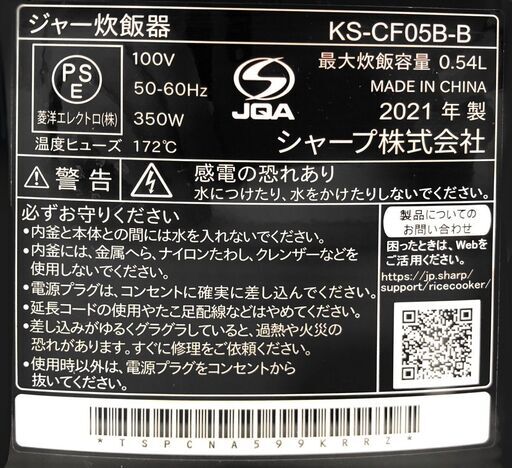 ジャー炊飯器
KS-CF05B-B
PS
E
菱洋エレクトロ(株)
100V
50-60Hz
350W
温度ヒューズ 172℃
JQA
最大炊飯容量 0.54L
MADE IN CHINA
2021 年 製
シャープ株式会社
警告
感電の恐れあり
水につけたり、水をかけたりしないでください。
必ずお守りください
•内釜と本体との間には水を入れないでください。
•内釜には、金属へら、ナイロンたわし、クレンザーなどを
使用しないでください。
•電源プラグは、コンセントに確実に差し込んでください。
•延長コードの使用やたこ足配線などはやめてください。
•差し込みがゆるくグラグラしていると、過熱や火災の
恐れがあります。すぐに修理をご依頼ください。
•使用時以外は、電源プラグをコンセントから
抜いてください。
製品についての
お問い合わせ
困ったときは、Webを
ご活用ください。
https://jp.sharp/
support/ricecooker/
*TSPCNA599KRRZ*